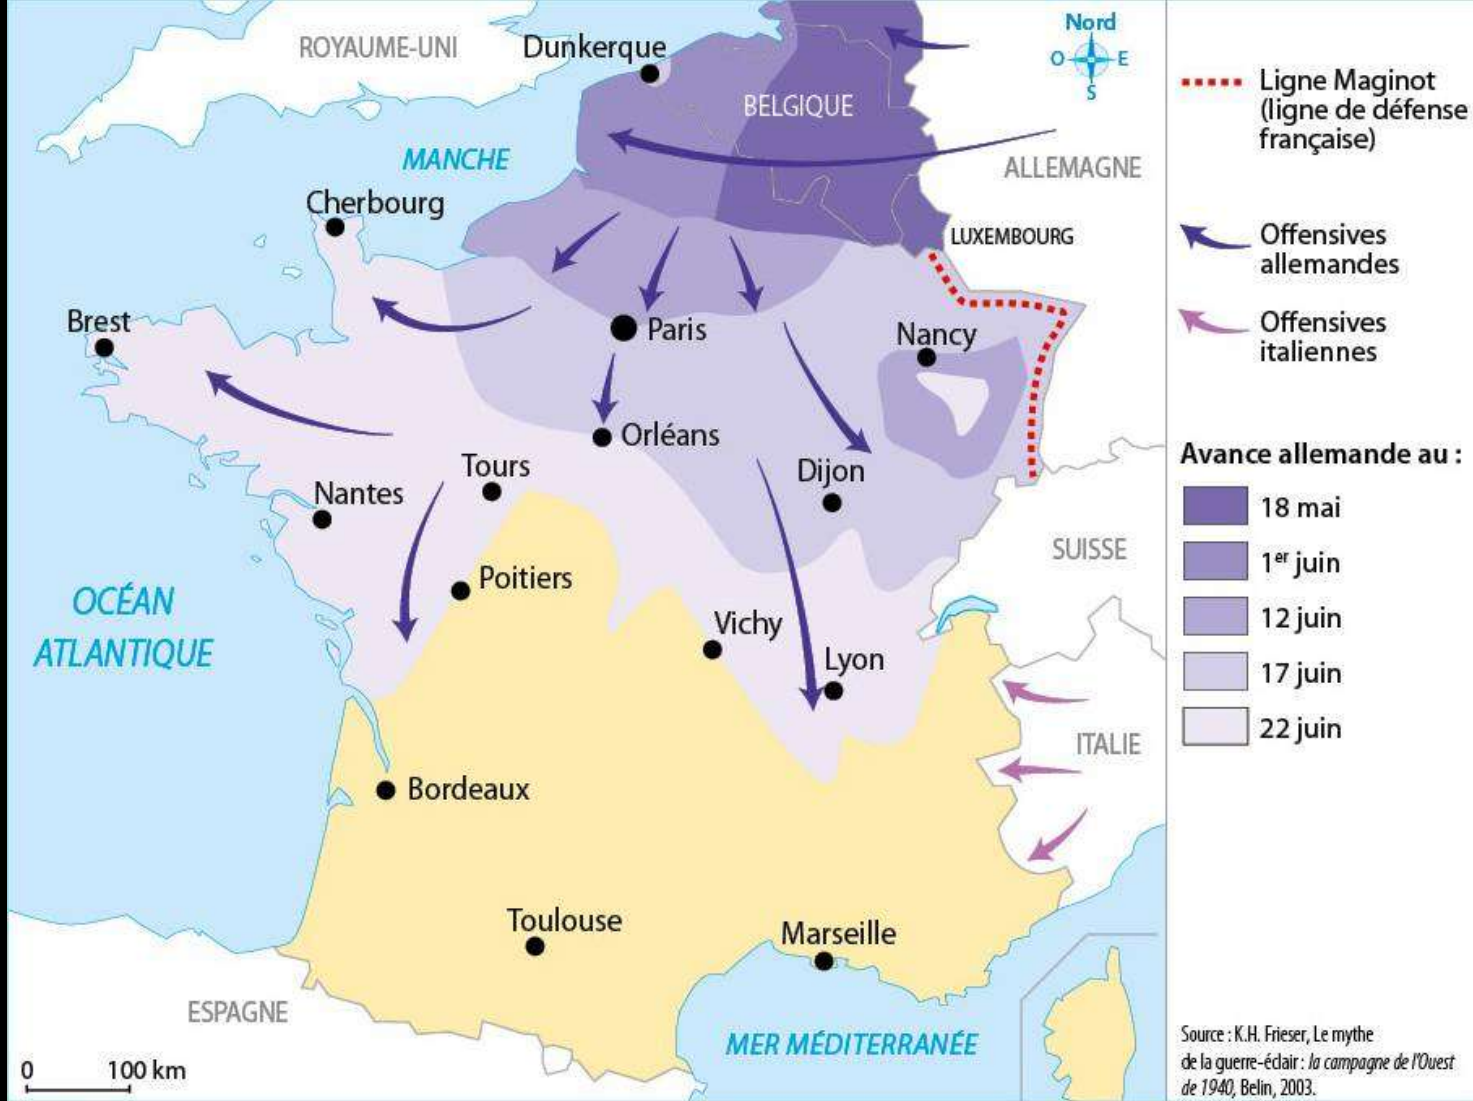 ROYAUME-UNI
Dunkerque
BELGIQUE
Nord
O
E
S
MANCHE
ALLEMAGNE
Cherbourg
LUXEMBOURG
Brest
Paris
Nancy
Orléans
Tours
Dijon
Nantes
SUISSE
Poitiers
OCÉAN
ATLANTIQUE
Vichy
Lyon
ITALIE
Bordeaux
Toulouse
Marseille
ESPAGNE
MER MÉDITERRANÉE
0
100 km
Ligne Maginot
(ligne de défense
française)
Offensives
allemandes
Offensives
italiennes
Avance allemande au :
18 mai
1er juin
12 juin
17 juin
22 juin
Source : K.H. Frieser, Le mythe
de la guerre-éclair : la campagne de l'Ouest
de 1940, Belin, 2003.